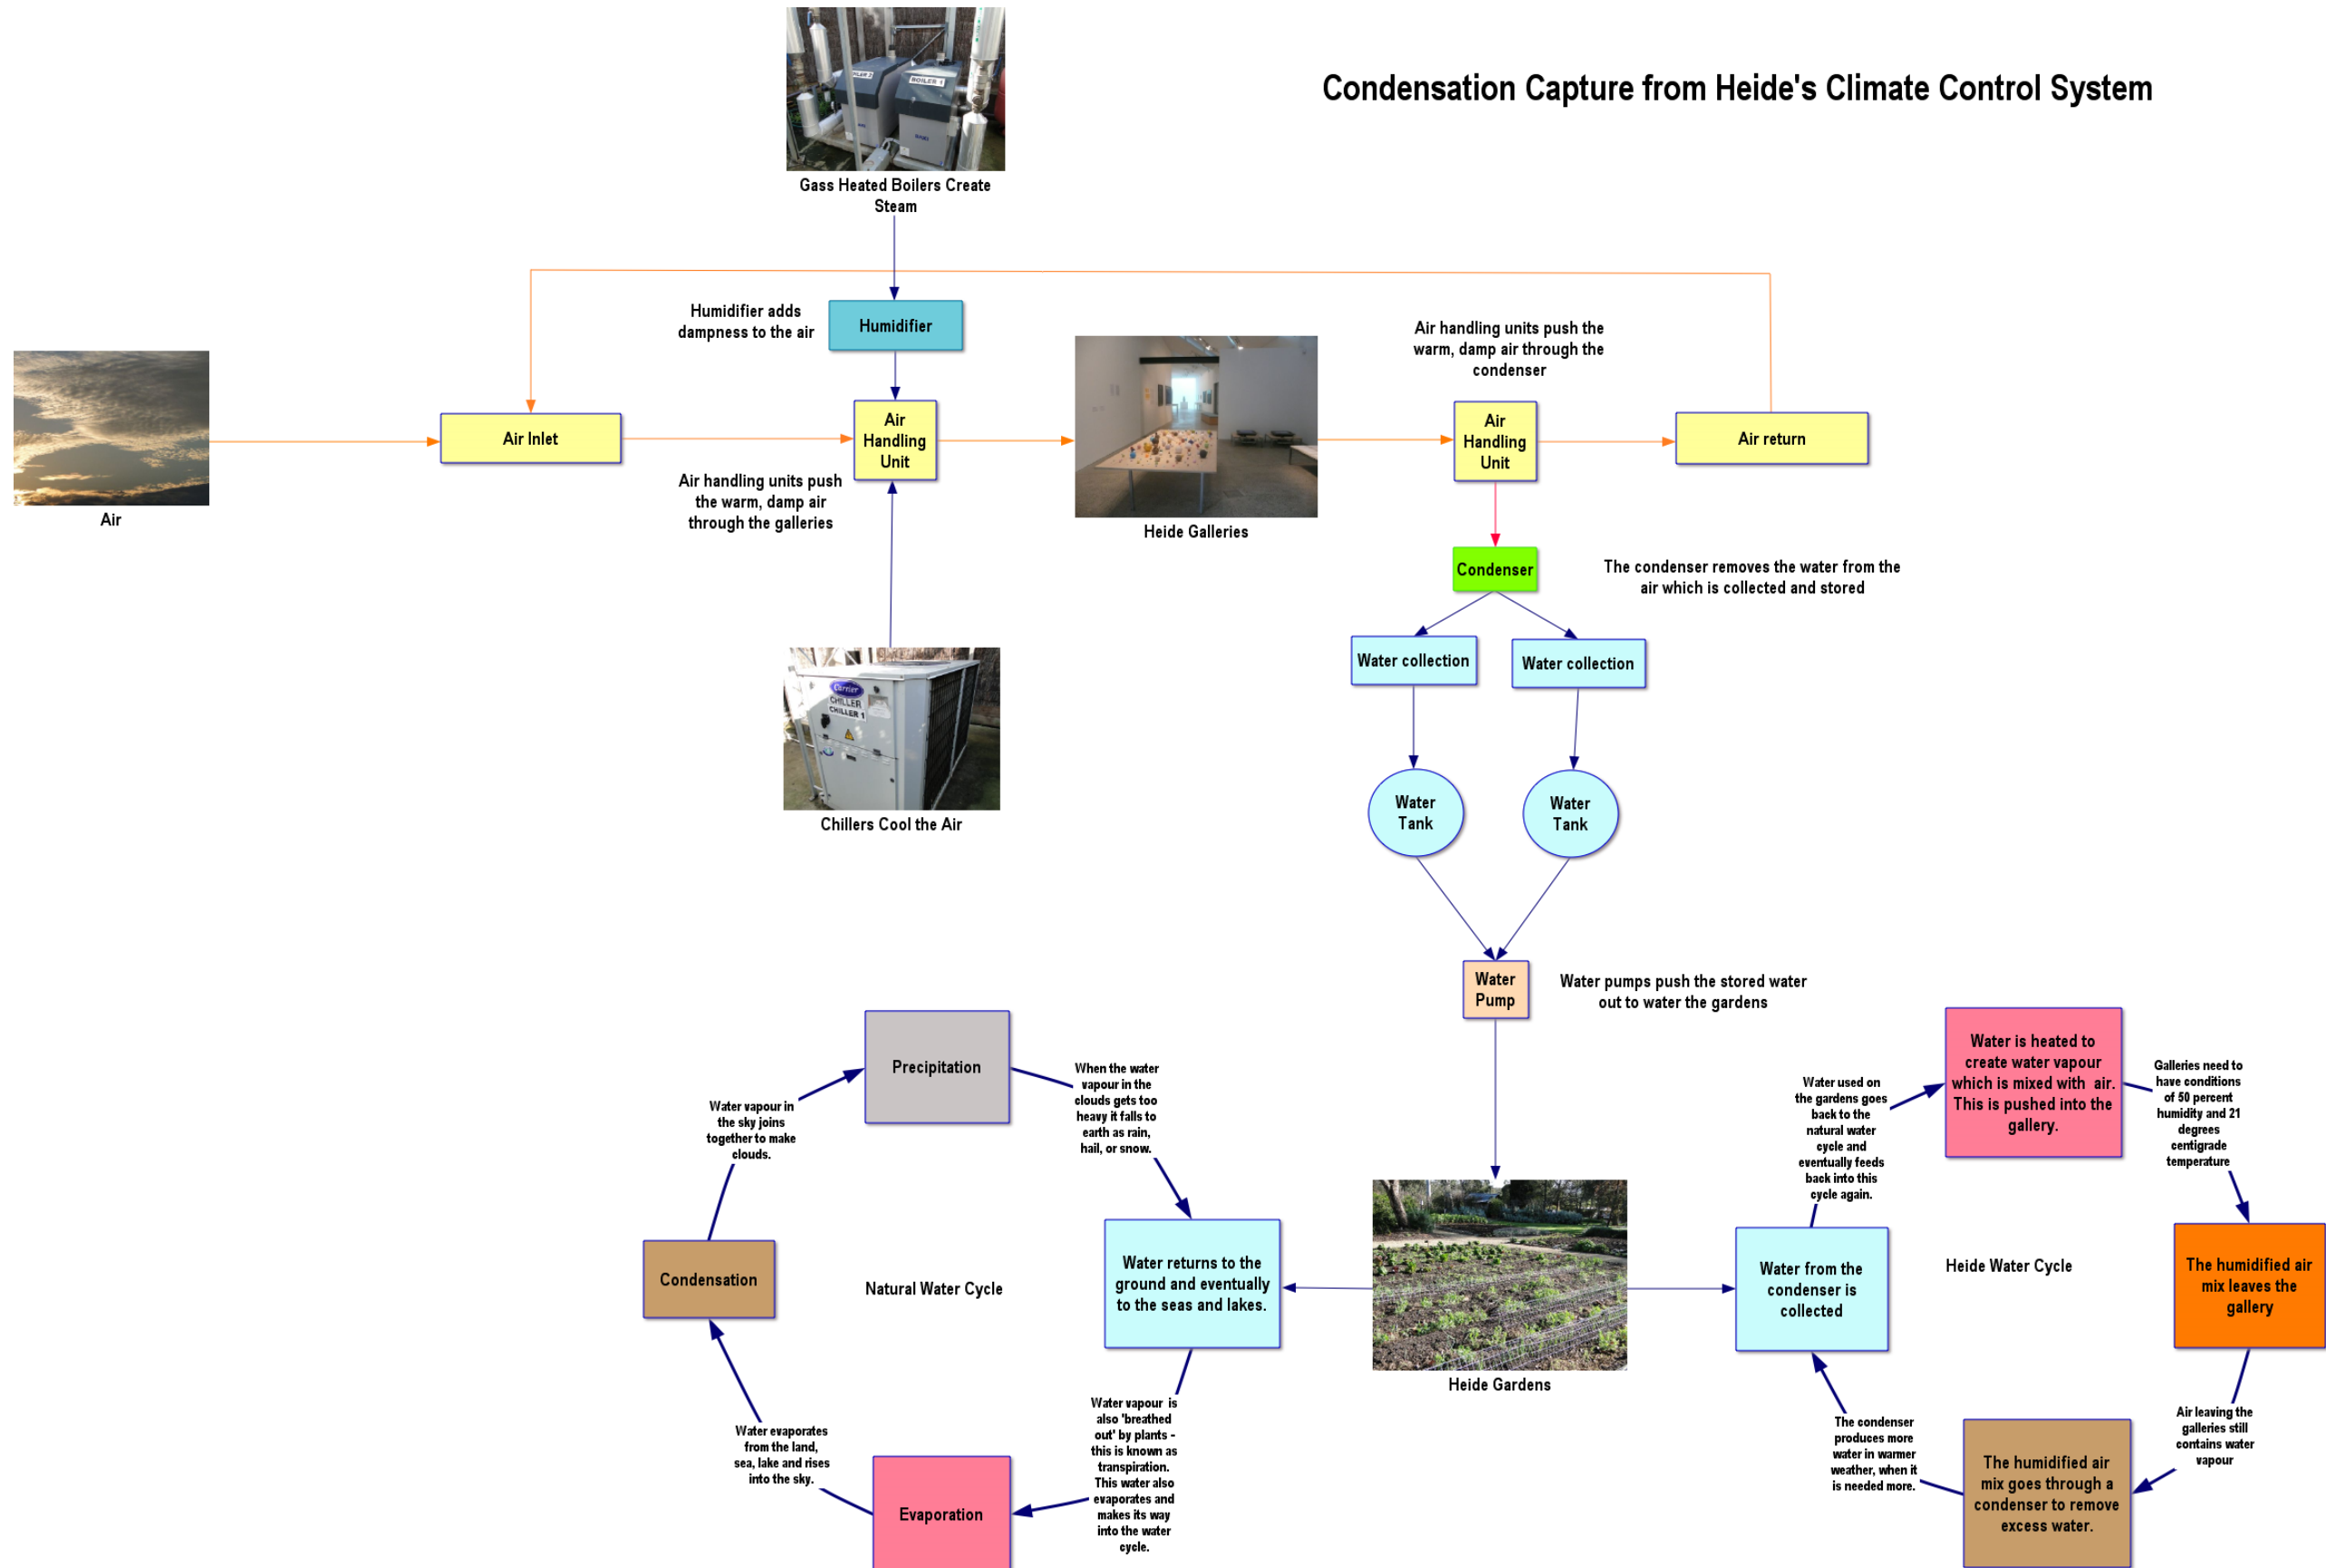 Condensation Capture from Heide's Climate Control System
BOILER 1
Gass Heated Boilers Create
Steam
Humidifier adds
dampness to the air
Humidifier
Air handling units push the
warm, damp air through the
condenser
Air
Air Inlet
Air
Handling
Unit
Air handling units push
the warm, damp air
through the galleries
Heide Galleries
Air
Handling
Unit
Air return
Condenser
The condenser removes the water from the
air which is collected and stored
Water collection
Water collection
Carrier
CHILLER
CHILLER 1
Chillers Cool the Air
Water
Tank
Water
Tank
Water
Pump
Water pumps push the stored water
out to water the gardens
Precipitation
When the water
vapour in the
clouds gets too
heavy it falls to
earth as rain,
hail, or snow.
Water vapour in
the sky joins
together to make
clouds.
Condensation
Natural Water Cycle
Water returns to the
ground and eventually
to the seas and lakes.
Water evaporates
from the land,
sea, lake and rises
into the sky.
Evaporation
Water vapour is
also 'breathed
out' by plants -
this is known as
transpiration.
This water also
evaporates and
makes its way
into the water
cycle.
Heide Gardens
Water used on
the gardens goes
back to the
natural water
cycle and
eventually feeds
back into this
cycle again.
Water is heated to
create water vapour
which is mixed with air.
This is pushed into the
gallery.
Galleries need to
have conditions
of 50 percent
humidity and 21
degrees
centigrade
temperature
Water from the
condenser is
collected
Heide Water Cycle
The humidified air
mix leaves the
gallery
The condenser
produces more
water in warmer
weather, when it
is needed more.
The humidified air
mix goes through a
condenser to remove
excess water.
Air leaving the
galleries still
contains water
vapour